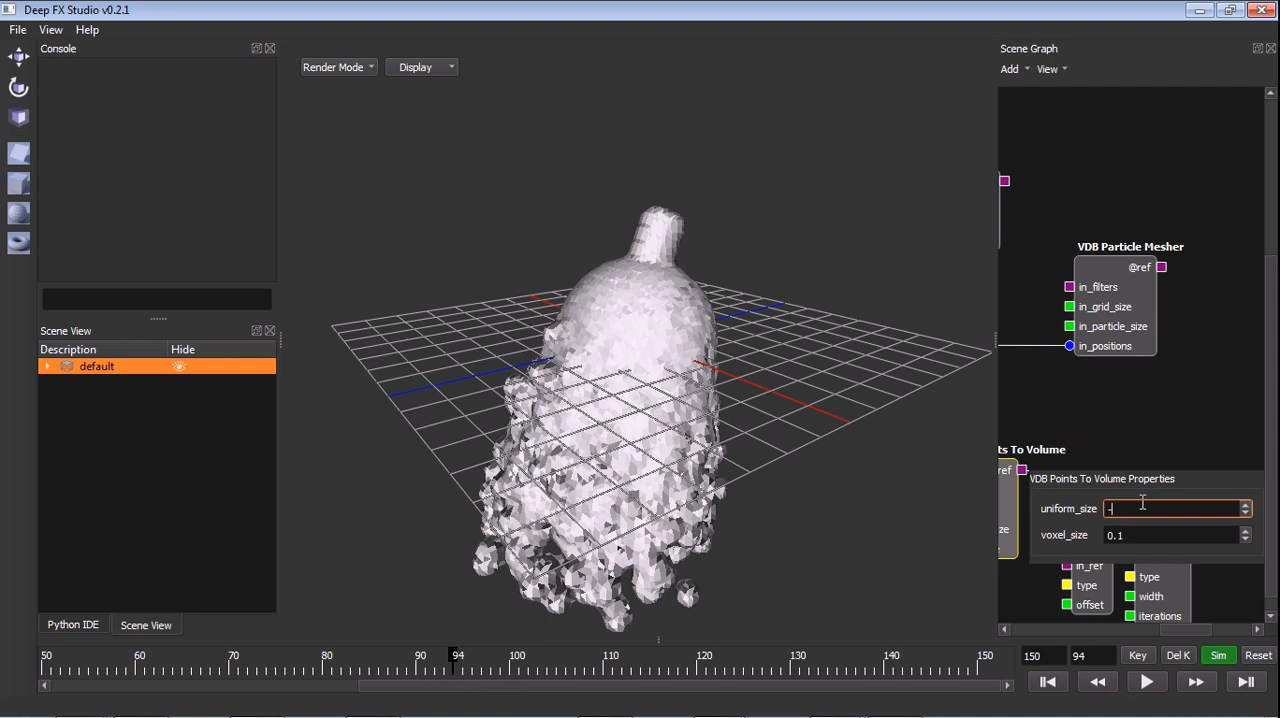 Deep FX Studio v0.2.1
File View Help
Console
Render Mode Display
Scene Graph
Add View
VDB Particle Mesher
@ref
in_filters
in_grid_size
in_particle_size
in_positions
Scene View
Description Hide
default
ts To Volume
ref
VDB Points To Volume Properties
uniform_size -
voxel_size 0.1
ze
in_ref
type
offset
type
width
iterations
Python IDE Scene View
50 60 70 80 90 94 100 110 120 130 140 150
150 94 Key Del K Sim Reset